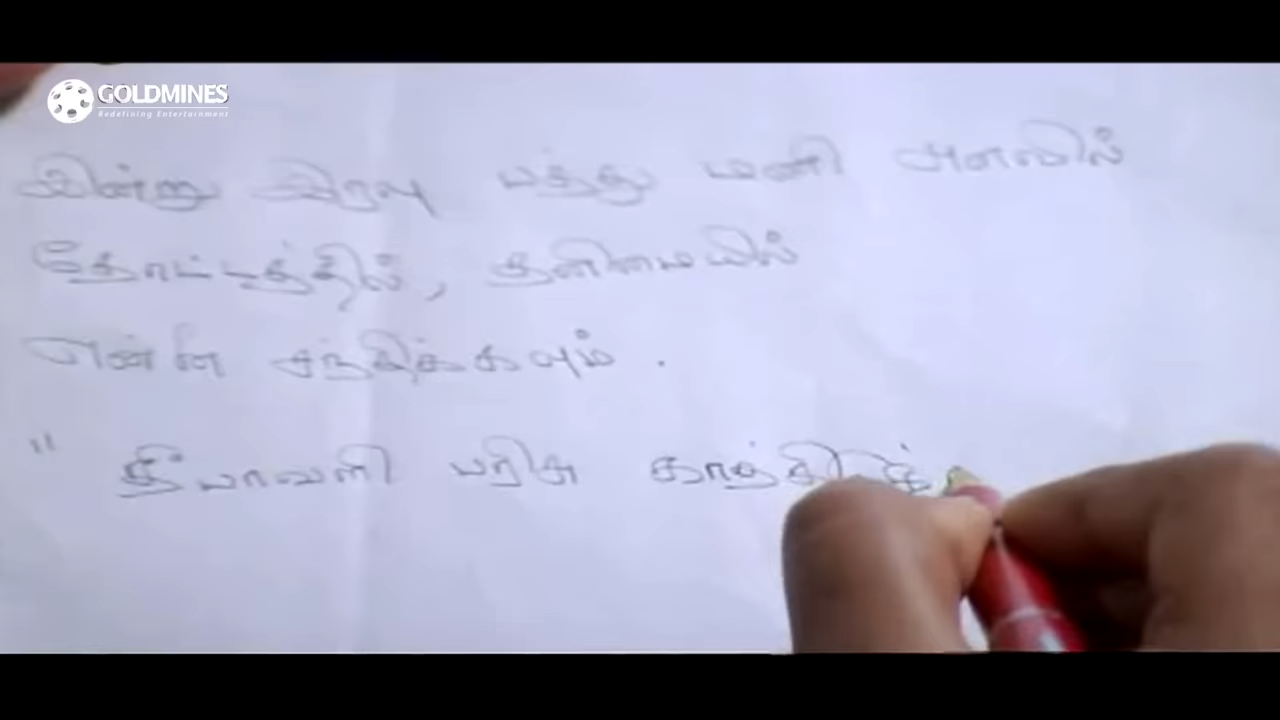 GOLDMINES
Redefining Entertainment
இன்று இரவு பத்து மணி அளவில்
தோட்டத்தில், தனிமையில்
என்னை சந்திக்கவும் .
" தீபாவளி பரிசு